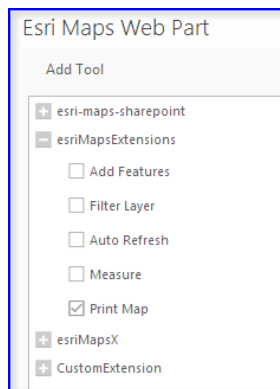 Esri Maps Web Part
Add Tool
esri-maps-sharepoint
esriMapsExtensions
Add Features
Filter Layer
Auto Refresh
Measure
Print Map
esriMapsX
CustomExtension